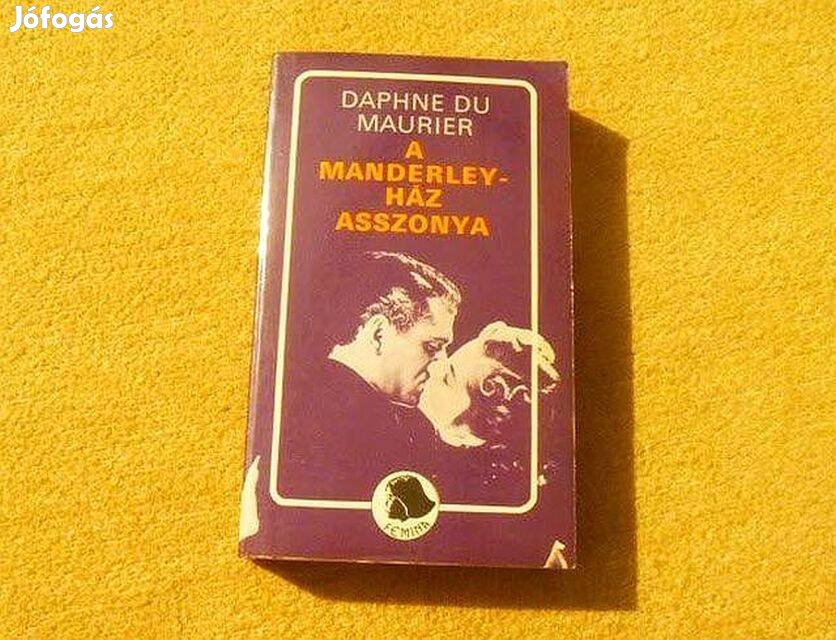 Jófogás
DAPHNE DU
MAURIER
A
MANDERLEY-
HÁZ
ASSZONYA
FEMINA